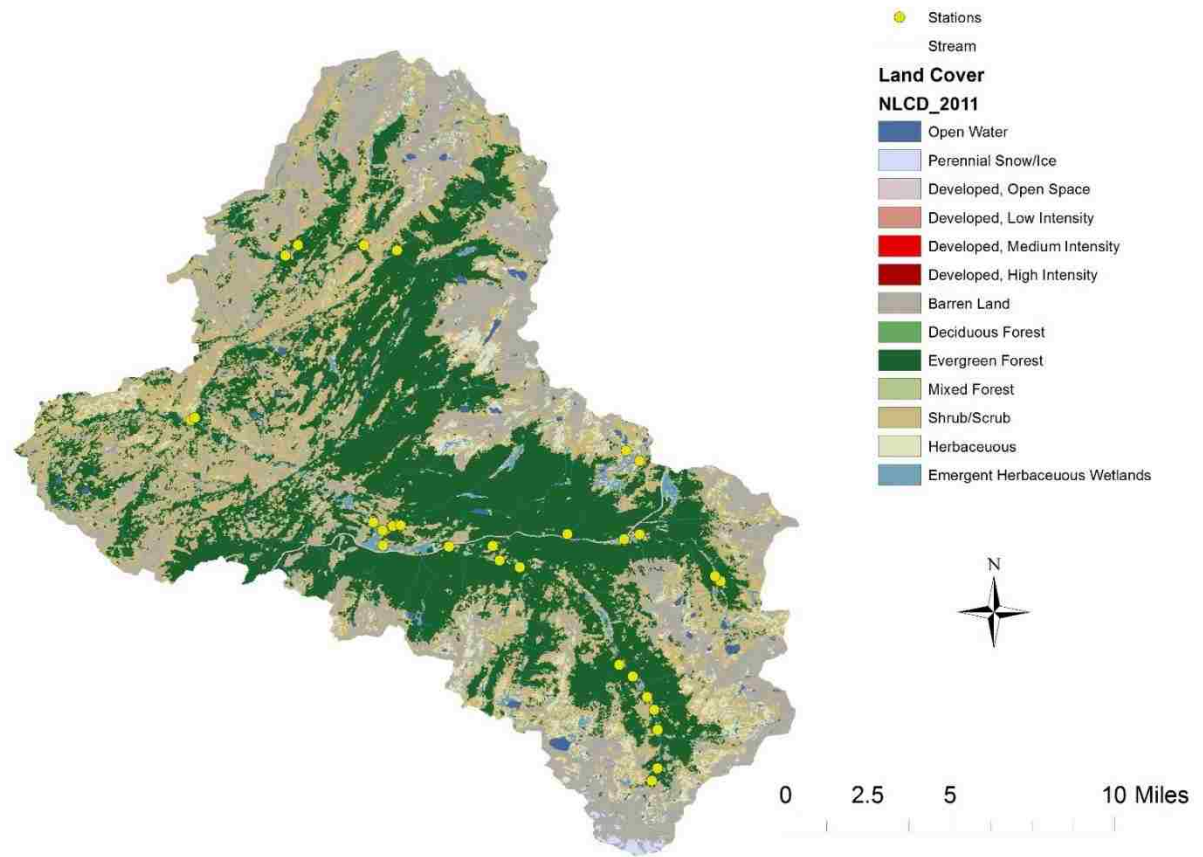 Stations
Stream
Land Cover
NLCD_2011
Open Water
Perennial Snow/Ice
Developed, Open Space
Developed, Low Intensity
Developed, Medium Intensity
Developed, High Intensity
Barren Land
Deciduous Forest
Evergreen Forest
Mixed Forest
Shrub/Scrub
Herbaceuous
Emergent Herbaceuous Wetlands
N
0 2.5 5 10 Miles